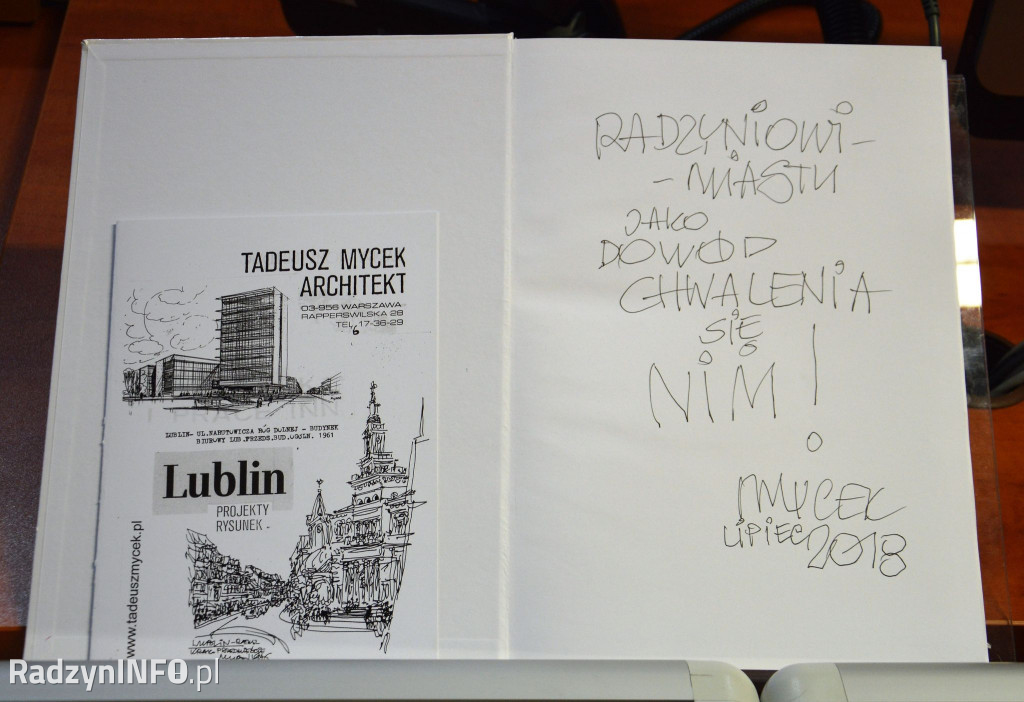 TADEUSZ MYCEK
ARCHITEKT
03-956 WARSZAWA
RAPPERSWILSKA 28
TEL 17-36-29
6
LUBLIN- UL.NARUTOWICZA RÓG DOLNEJ - BUDYNEK
BIUROWY LUB.PRZEDS.BUD.OGÓLN. 1961
Lublin
PROJEKTY
RYSUNEK -
www.tadeuszmycek.pl
LUBLIN-
RADZYNIOWI-
- MIASTU
JAKO
DOWÓD
CHWALENIA
SIĘ
NIM!
MYCEK
LIPIEC 2018
RadzynINFO.pl